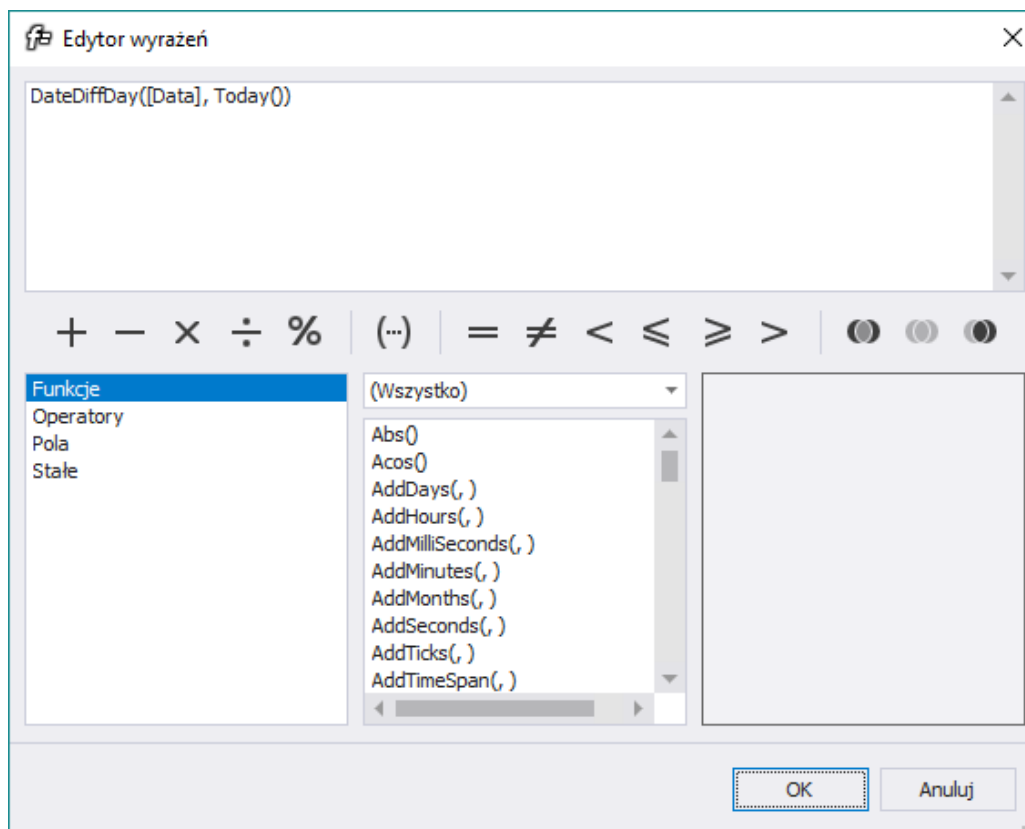 Edytor wyrażeń
DateDiffDay([Data], Today())
+ − × ÷ % (···) = ≠ < ⩽ ⩾ >
Funkcje
Operatory
Pola
Stałe
(Wszystko)
Abs()
Acos()
AddDays(, )
AddHours(, )
AddMilliSeconds(, )
AddMinutes(, )
AddMonths(, )
AddSeconds(, )
AddTicks(, )
AddTimeSpan(, )
OK
Anuluj